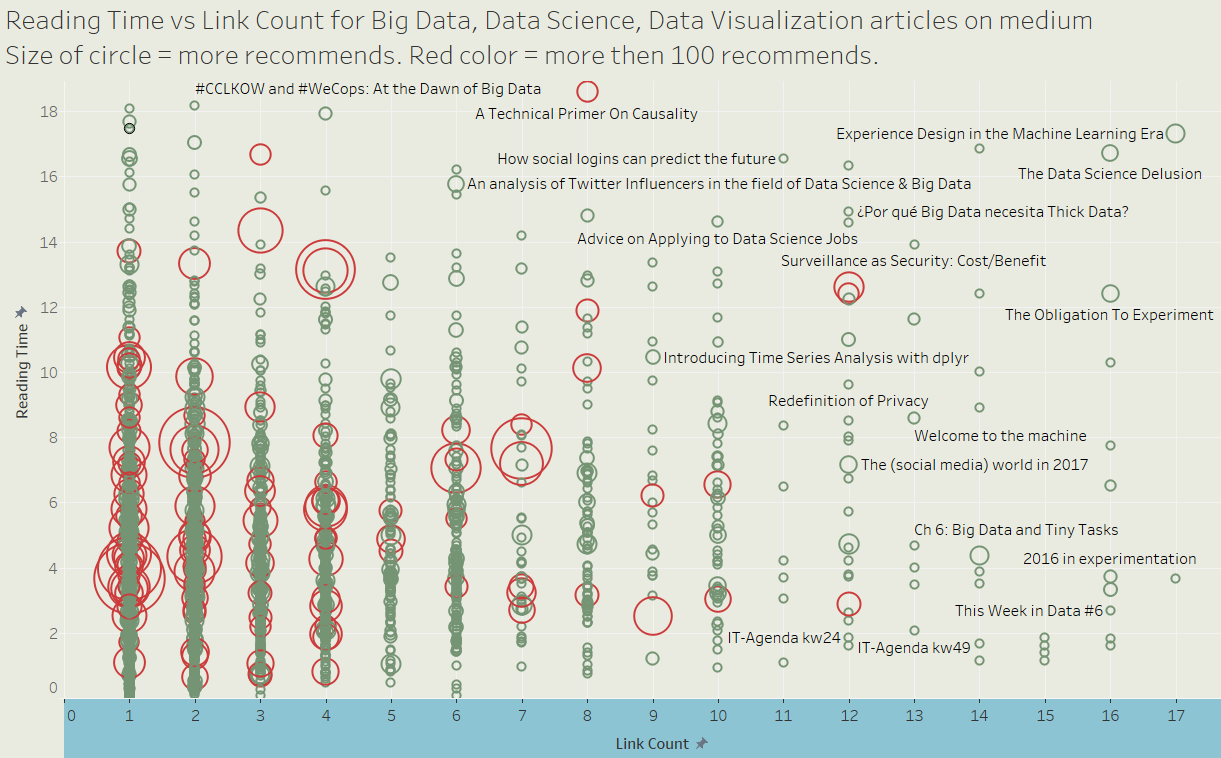 Reading Time vs Link Count for Big Data, Data Science, Data Visualization articles on medium
Size of circle = more recommends. Red color = more then 100 recommends.
#CCLKOW and #WeCops: At the Dawn of Big Data
A Technical Primer On Causality
Experience Design in the Machine Learning Era
How social logins can predict the future
The Data Science Delusion
An analysis of Twitter Influencers in the field of Data Science & Big Data
¿Por qué Big Data necesita Thick Data?
Advice on Applying to Data Science Jobs
Surveillance as Security: Cost/Benefit
The Obligation To Experiment
Introducing Time Series Analysis with dplyr
Redefinition of Privacy
Welcome to the machine
The (social media) world in 2017
Ch 6: Big Data and Tiny Tasks
2016 in experimentation
This Week in Data #6
IT-Agenda kw24
IT-Agenda kw49
Reading Time
18
16
14
12
10
8
6
4
2
0
0 1 2 3 4 5 6 7 8 9 10 11 12 13 14 15 16 17
Link Count